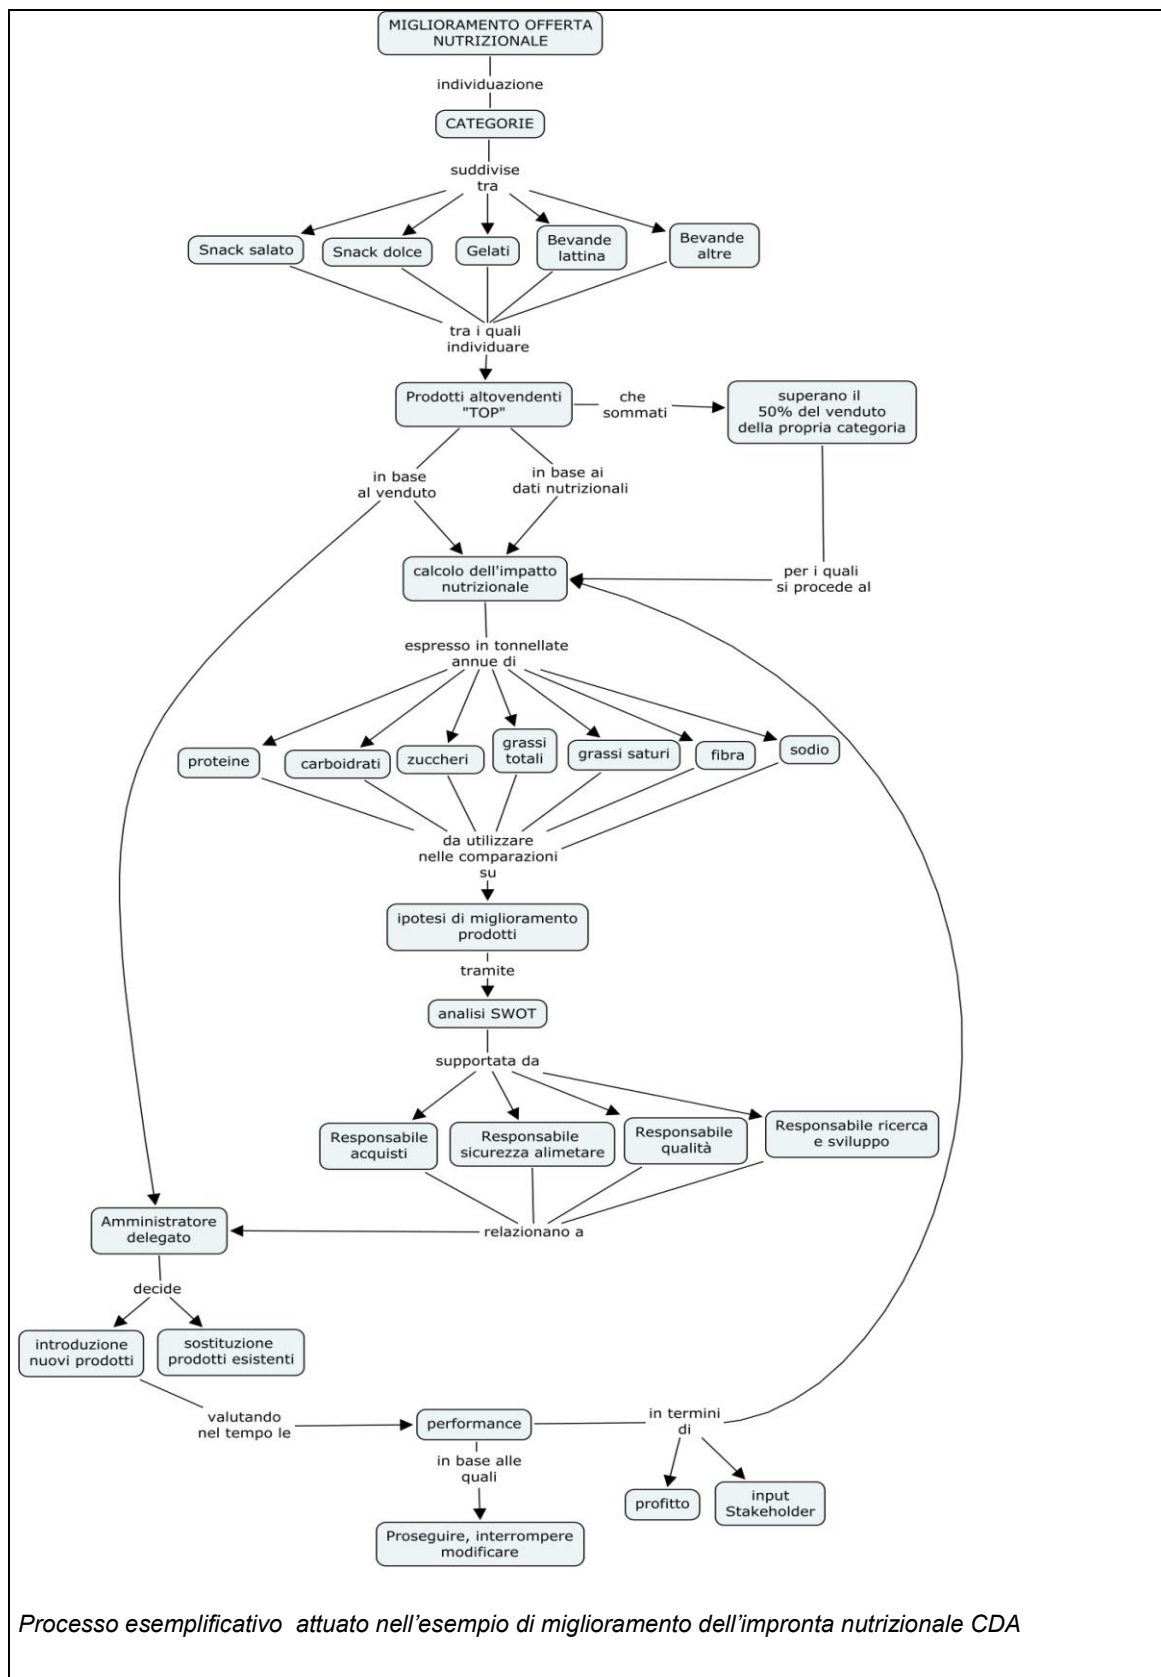 MIGLIORAMENTO OFFERTA
NUTRIZIONALE
individuazione
CATEGORIE
suddivise
tra
Snack salato
Snack dolce
Gelati
Bevande
lattina
Bevande
altre
tra i quali
individuare
Prodotti altovendenti
"TOP"
che
sommati
superano il
50% del venduto
della propria categoria
in base
al venduto
in base ai
dati nutrizionali
calcolo dell'impatto
nutrizionale
per i quali
si procede al
espresso in tonnellate
annue di
proteine
carboidrati
zuccheri
grassi
totali
grassi saturi
fibra
sodio
da utilizzare
nelle comparazioni
su
ipotesi di miglioramento
prodotti
tramite
analisi SWOT
supportata da
Responsabile
acquisti
Responsabile
sicurezza alimetare
Responsabile
qualità
Responsabile ricerca
e sviluppo
Amministratore
delegato
relazionano a
decide
introduzione
nuovi prodotti
sostituzione
prodotti esistenti
valutando
nel tempo le
performance
in termini
di
in base alle
quali
profitto
input
Stakeholder
Proseguire, interrompere
modificare
Processo esemplificativo attuato nell'esempio di miglioramento dell'impronta nutrizionale CDA